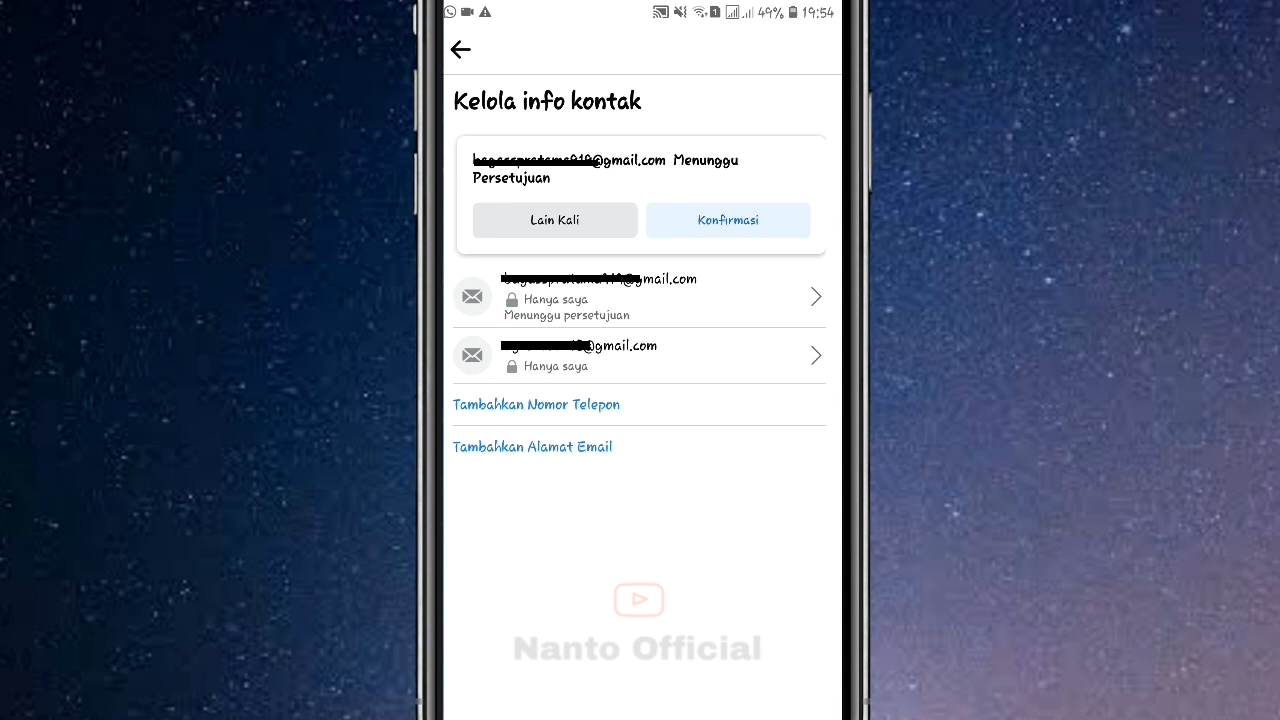 49% 19:54
Kelola info kontak
@gmail.com Menunggu
Persetujuan
Lain Kali
Konfirmasi
gmail.com
Hanya saya
Menunggu persetujuan
@gmail.com
Hanya saya
Tambahkan Nomor Telepon
Tambahkan Alamat Email
Nanto Official